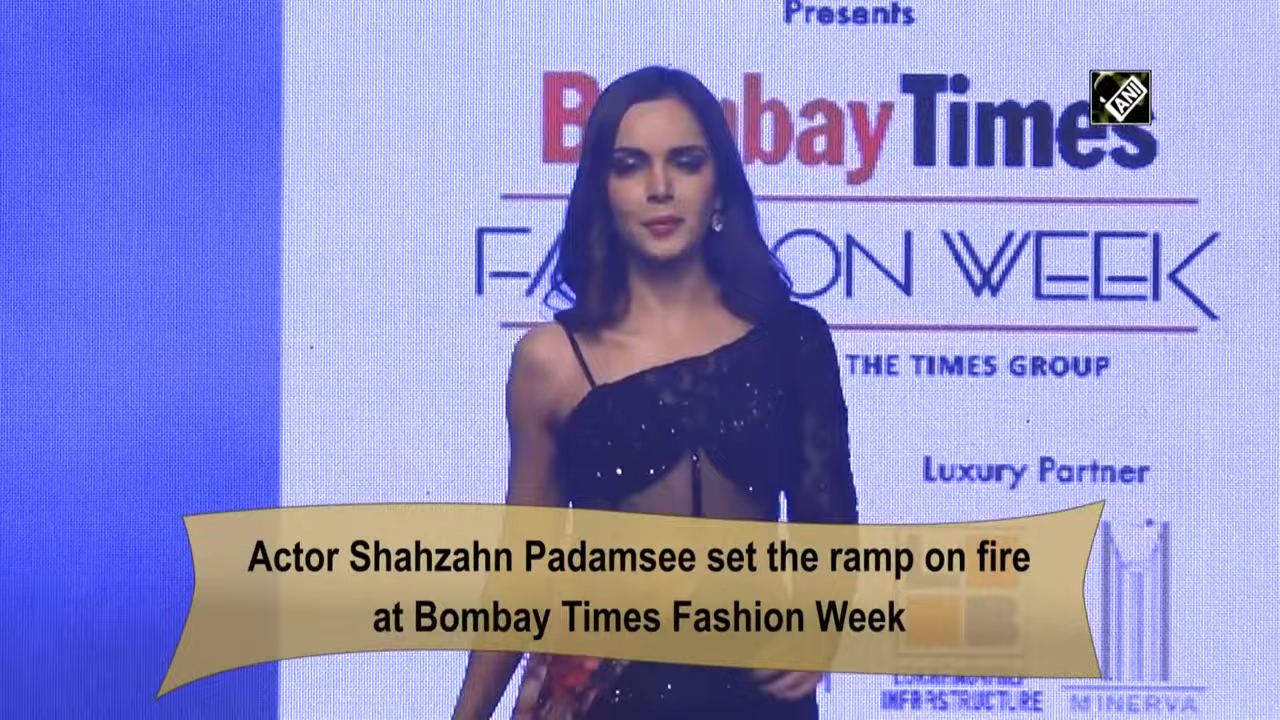 Presents
Bombay Times
ANI
FASHION WEEK
THE TIMES GROUP
Luxury Partner
Actor Shahzahn Padamsee set the ramp on fire
at Bombay Times Fashion Week
INFRASTRUCTURE
MINERVA